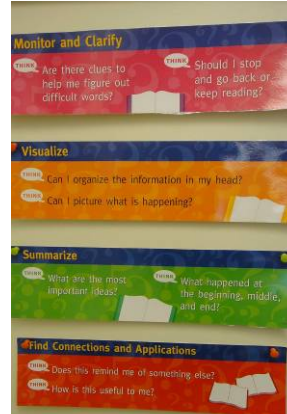 Monitor and Clarify
THINK
Are there clues to
help me figure out
difficult words?
THINK
Should I stop
and go back or
keep reading?
Visualize
THINK
Can I organize the information in my head?
THINK
Can I picture what is happening?
Summarize
THINK
What are the most
important ideas?
THINK
What happened at
the beginning, middle,
and end?
Find Connections and Applications
THINK
Does this remind me of something else?
THINK
How is this useful to me?